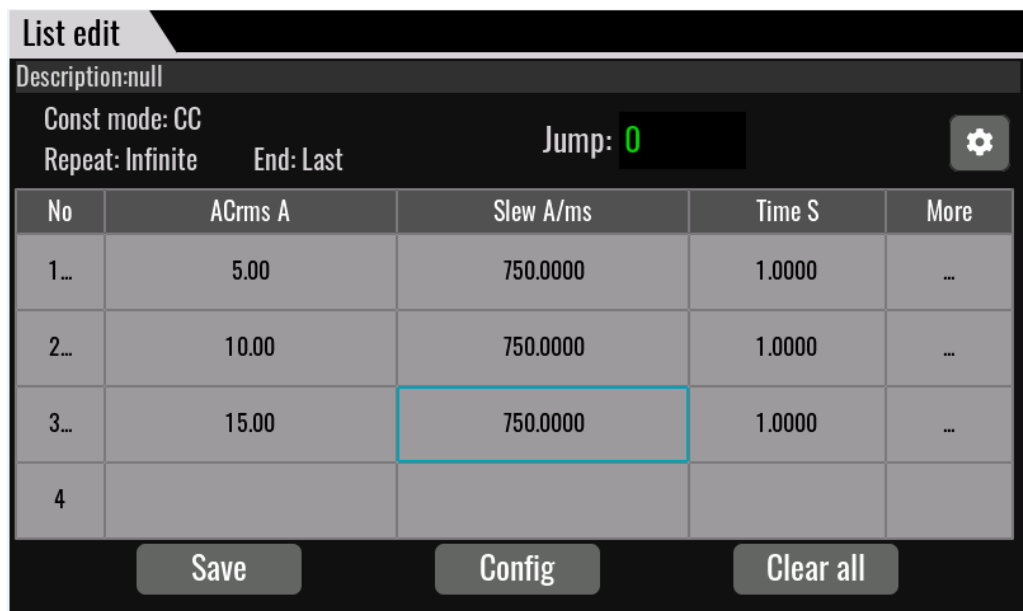 List edit
Description:null
Const mode: CC
Repeat: Infinite End: Last
Jump: 0
No ACrms A Slew A/ms Time S More
1... 5.00 750.0000 1.0000 ...
2... 10.00 750.0000 1.0000 ...
3... 15.00 750.0000 1.0000 ...
4
Save Config Clear all